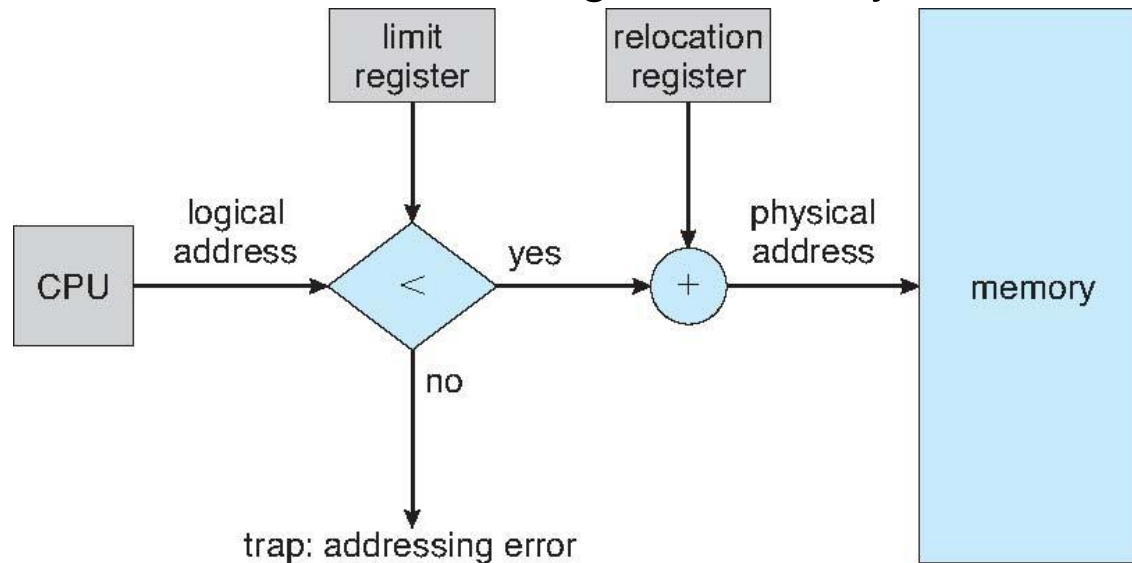 limit
register
relocation
register
logical
address
physical
address
CPU
<
yes
+
memory
no
trap: addressing error